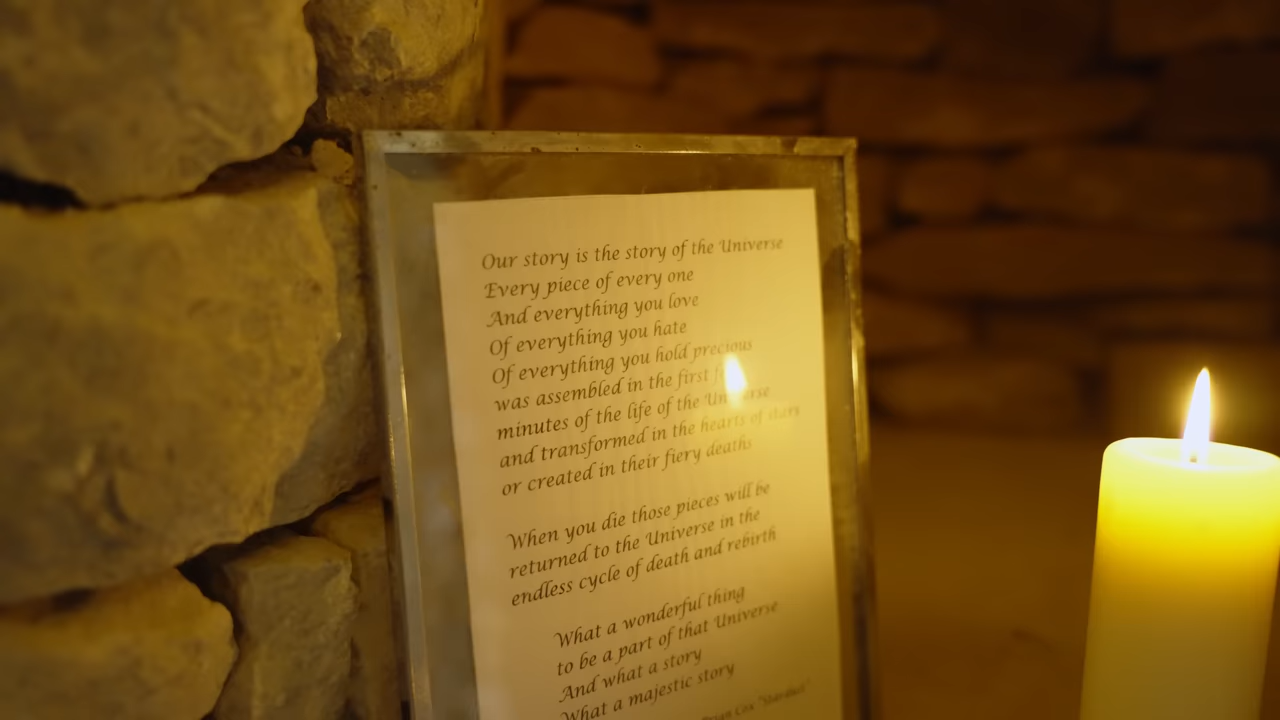 Our story is the story of the Universe
Every piece of every one
And everything you love
Of everything you hate
Of everything you hold precious
was assembled in the first
minutes of the life of the Universe
and transformed in the hearts of stars
or created in their fiery deaths
When you die those pieces will be
returned to the Universe in the
endless cycle of death and rebirth
What a wonderful thing
to be a part of that Universe
And what a story
What a majestic story
Brian Cox "Stardust"